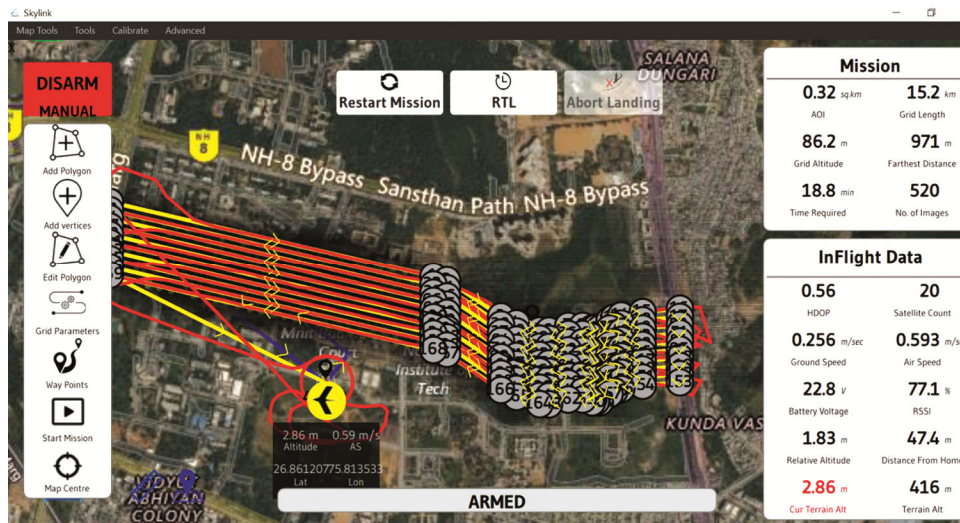 Skylink
Map Tools Tools Calibrate Advanced
DISARM
MANUAL
Add Polygon
Add vertices
Edit Polygon
Grid Parameters
Way Points
Start Mission
Map Centre
Restart Mission
RTL
Abort Landing
SALANA
DUNGARI
NH
8
NH-8 Bypass Sansthan Path NH-8 Bypass
168
Institute
Tech
KUNDA VAS
ABHIYAN
COLONY
2.86 m 0.59 m/s
Altitude AS
26.86120775.813533
Lat Lon
ARMED
Mission
0.32 sq.km 15.2 km
AOI Grid Length
86.2 m 971 m
Grid Altitude Farthest Distance
18.8 min 520
Time Required No. of Images
InFlight Data
0.56 20
HDOP Satellite Count
0.256 m/sec 0.593 m/s
Ground Speed Air Speed
22.8 V 77.1 %
Battery Voltage RSSI
1.83 m 47.4 m
Relative Altitude Distance From Home
2.86 m 416 m
Cur Terrain Alt Terrain Alt